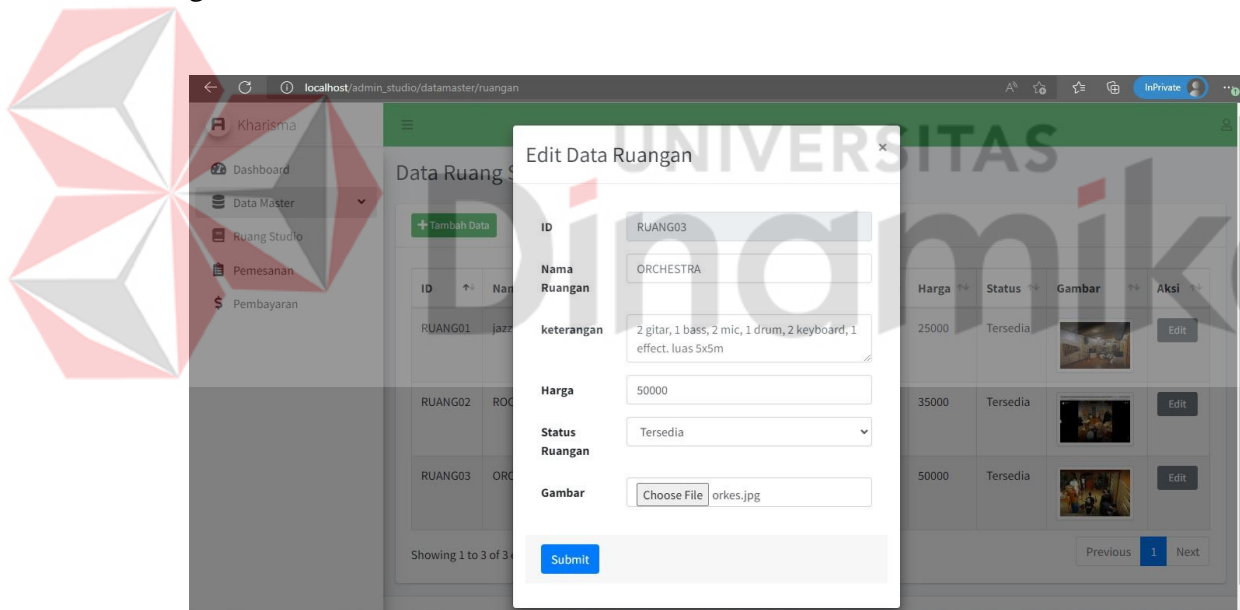 localhost/admin_studio/datamaster/ruangan
InPrivate
Kharisma
UNIVERSITAS
Dinamika
Dashboard
Data Master
Ruang Studio
Pemesanan
Pembayaran
Data Ruang S
+ Tambah Data
Edit Data Ruangan ×
ID RUANG03
Nama Ruangan ORCHESTRA
keterangan 2 gitar, 1 bass, 2 mic, 1 drum, 2 keyboard, 1
effect. luas 5x5m
Harga 50000
Status Ruangan Tersedia
Gambar Choose File orkes.jpg
Submit
ID Nam Harga Status Gambar Aksi
RUANG01 jazz 25000 Tersedia Edit
RUANG02 ROC 35000 Tersedia Edit
RUANG03 ORC 50000 Tersedia Edit
Showing 1 to 3 of 3
Previous 1 Next